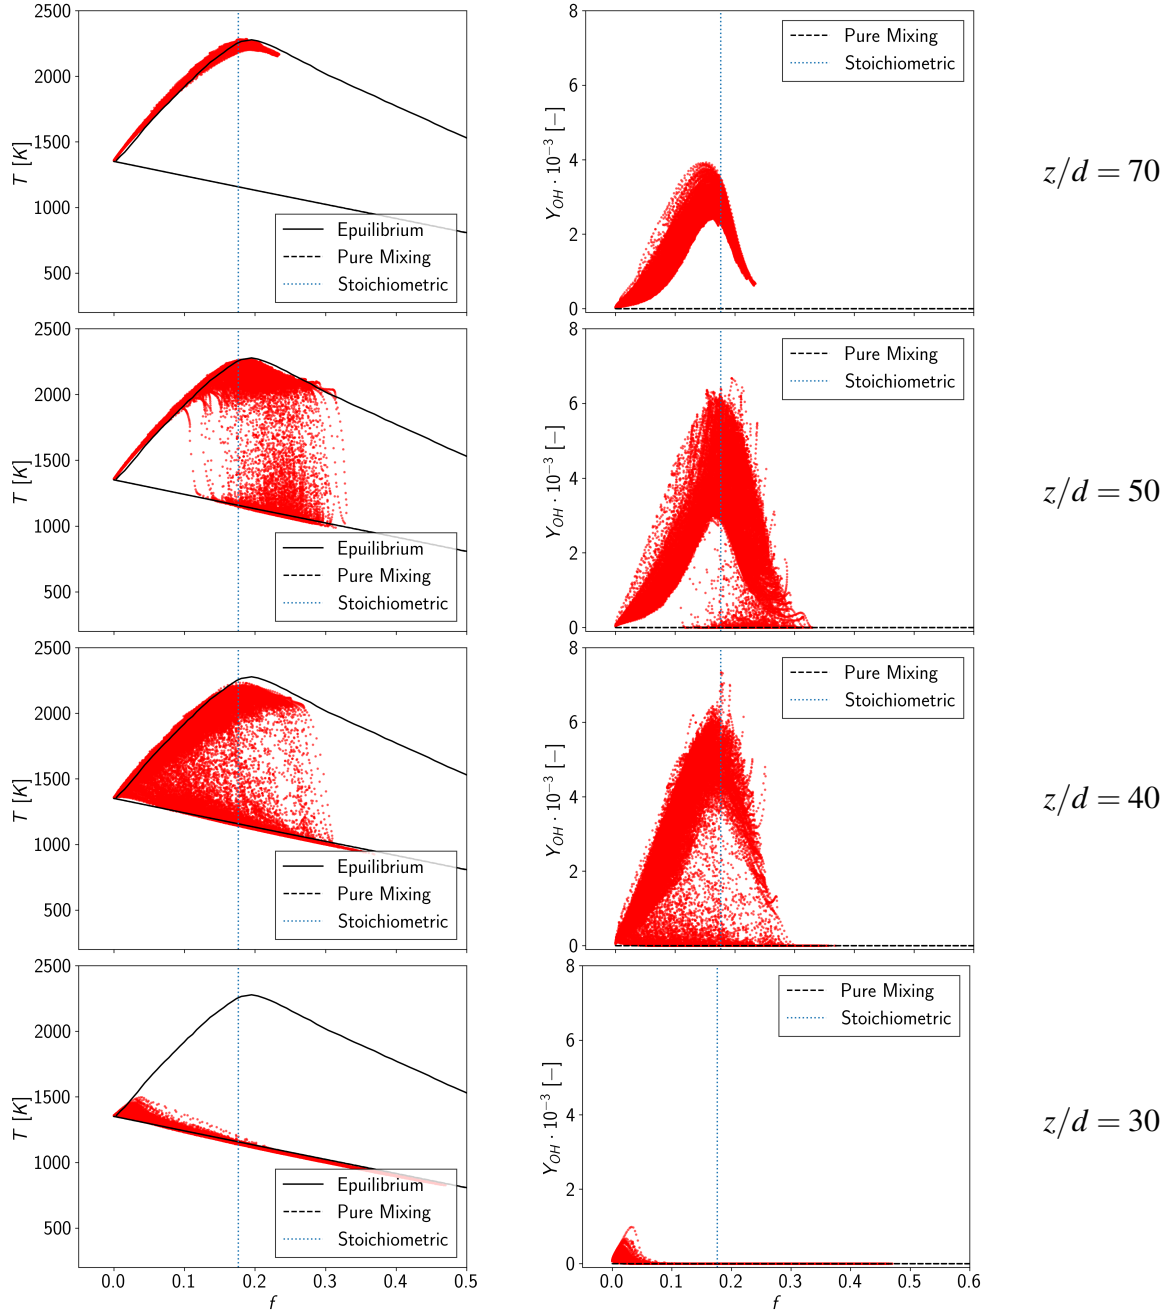 2500
2000
1500
1000
500
T [K]
Epuilibrium
Pure Mixing
Stoichiometric
8
6
4
2
0
Y_OH · 10^−3 [−]
Pure Mixing
Stoichiometric
z/d = 70
2500
2000
1500
1000
500
T [K]
Epuilibrium
Pure Mixing
Stoichiometric
8
6
4
2
0
Y_OH · 10^−3 [−]
Pure Mixing
Stoichiometric
z/d = 50
2500
2000
1500
1000
500
T [K]
Epuilibrium
Pure Mixing
Stoichiometric
8
6
4
2
0
Y_OH · 10^−3 [−]
Pure Mixing
Stoichiometric
z/d = 40
2500
2000
1500
1000
500
T [K]
Epuilibrium
Pure Mixing
Stoichiometric
0.0 0.1 0.2 0.3 0.4 0.5
f
8
6
4
2
0
Y_OH · 10^−3 [−]
Pure Mixing
Stoichiometric
0.0 0.1 0.2 0.3 0.4 0.5 0.6
f
z/d = 30